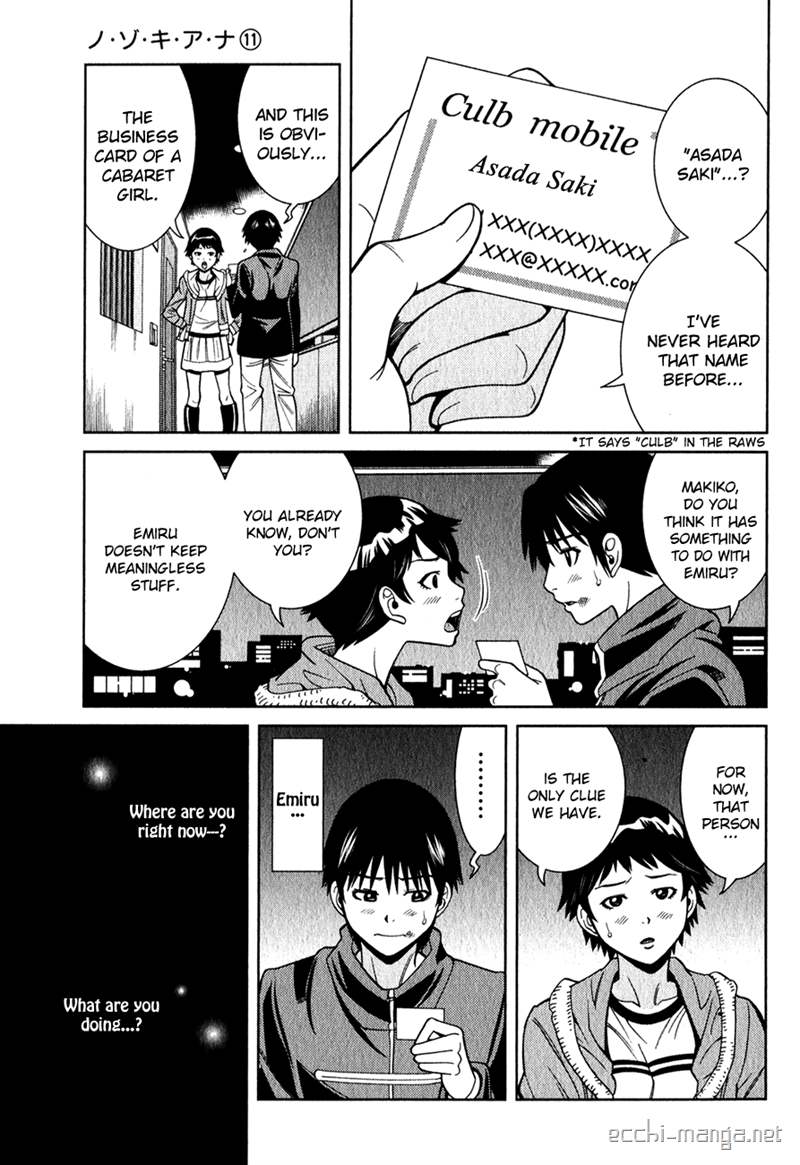 ノ・ゾ・キ・ア・ナ⑪
Culb mobile
Asada Saki
XXX(XXXX)XXXX
XXX@XXXXX.com
"ASADA
SAKI"...?
I'VE
NEVER HEARD
THAT NAME
BEFORE...
*IT SAYS "CULB" IN THE RAWS
AND THIS
IS OBVI-
OUSLY...
THE
BUSINESS
CARD OF A
CABARET
GIRL.
MAKIKO,
DO YOU
THINK IT HAS
SOMETHING
TO DO WITH
EMIRU?
YOU ALREADY
KNOW, DON'T
YOU?
EMIRU
DOESN'T KEEP
MEANINGLESS
STUFF.
FOR
NOW,
THAT
PERSON
...
IS THE
ONLY CLUE
WE HAVE.
.........
Emiru
...
Where are you
right now—?
What are you
doing...?
ecchi-manga.net